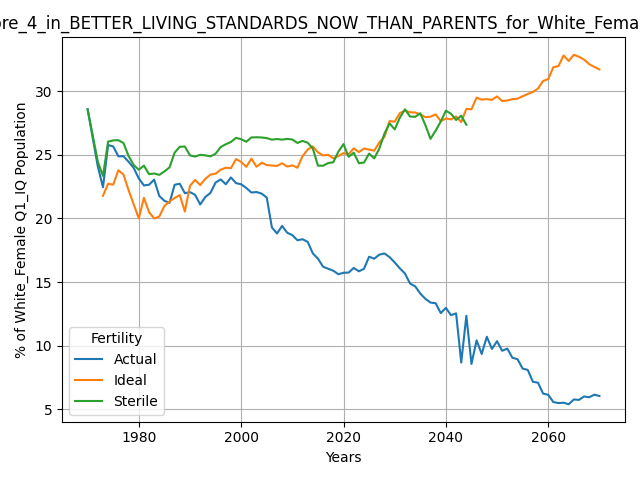 re_4_in_BETTER_LIVING_STANDARDS_NOW_THAN_PARENTS_for_White_Fema
% of White_Female Q1_IQ Population
30
25
20
15
10
5
Fertility
Actual
Ideal
Sterile
1980
2000
2020
2040
2060
Years